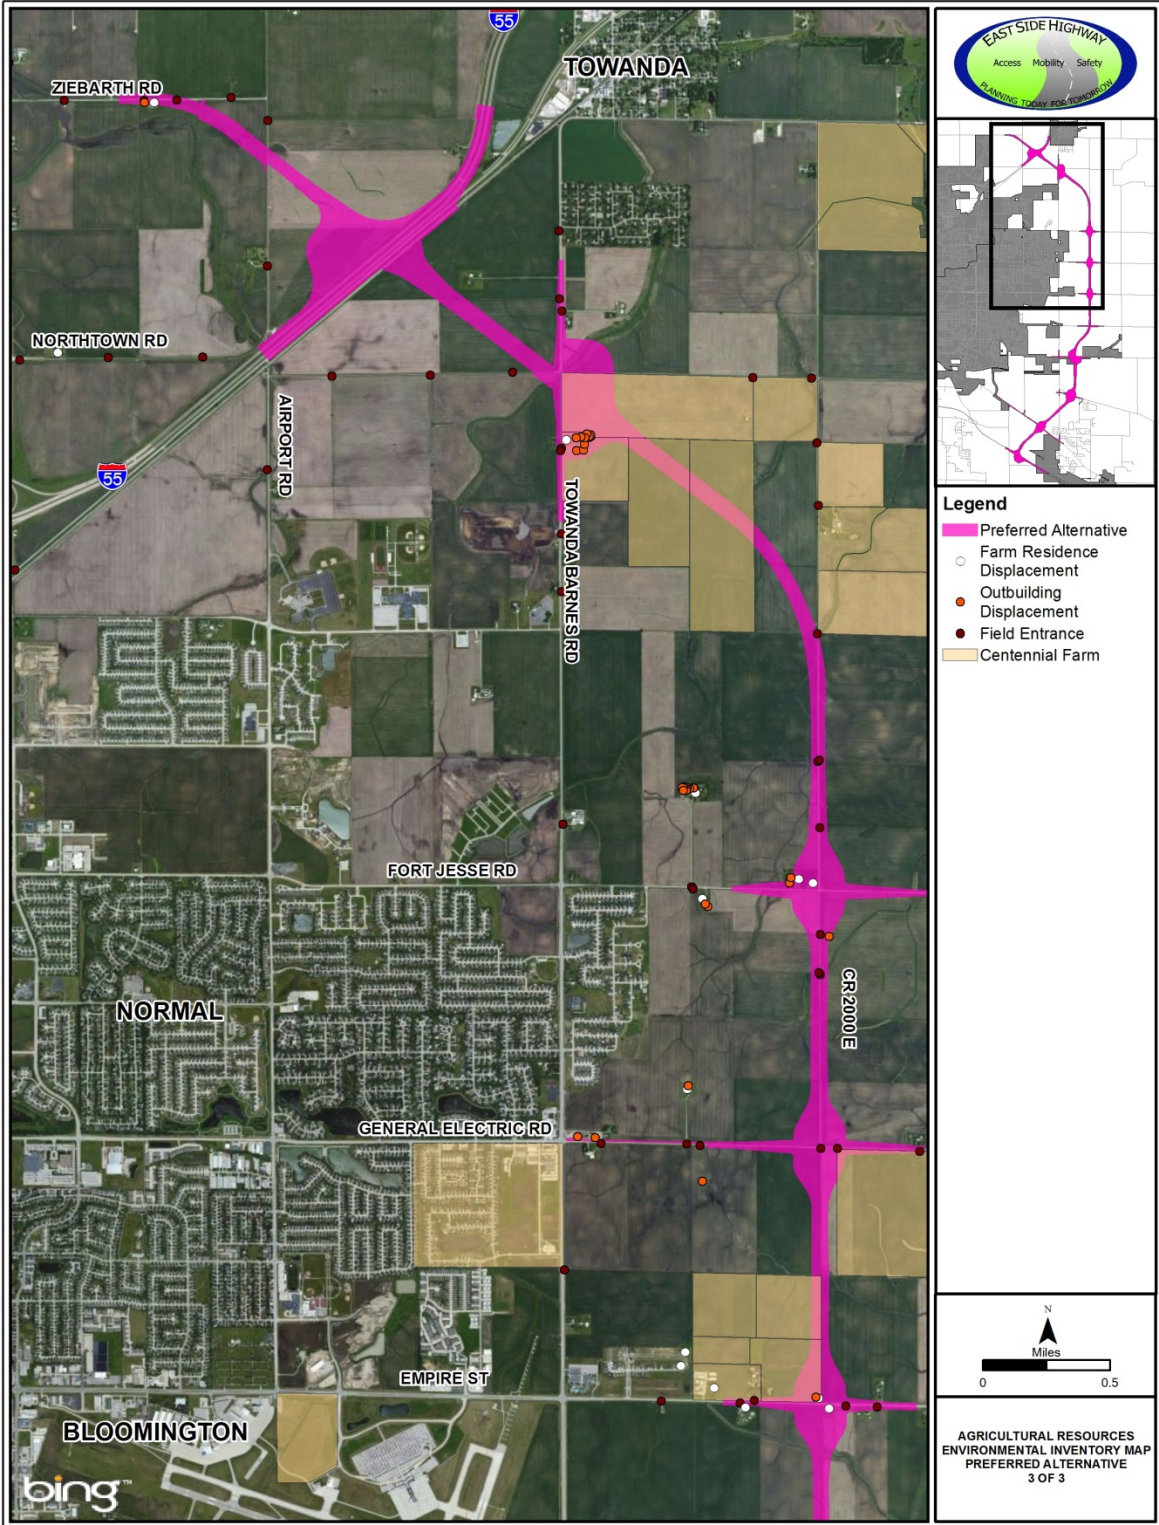 55
TOWANDA
ZIEBARTH RD
NORTHTOWN RD
AIRPORT RD
55
TOWANDA BARNES RD
FORT JESSE RD
CR 2000 E
NORMAL
GENERAL ELECTRIC RD
EMPIRE ST
BLOOMINGTON
bing™
EAST SIDE HIGHWAY
Access Mobility Safety
PLANNING TODAY FOR TOMORROW
Legend
Preferred Alternative
Farm Residence
Displacement
Outbuilding
Displacement
Field Entrance
Centennial Farm
N
Miles
0 0.5
AGRICULTURAL RESOURCES
ENVIRONMENTAL INVENTORY MAP
PREFERRED ALTERNATIVE
3 OF 3